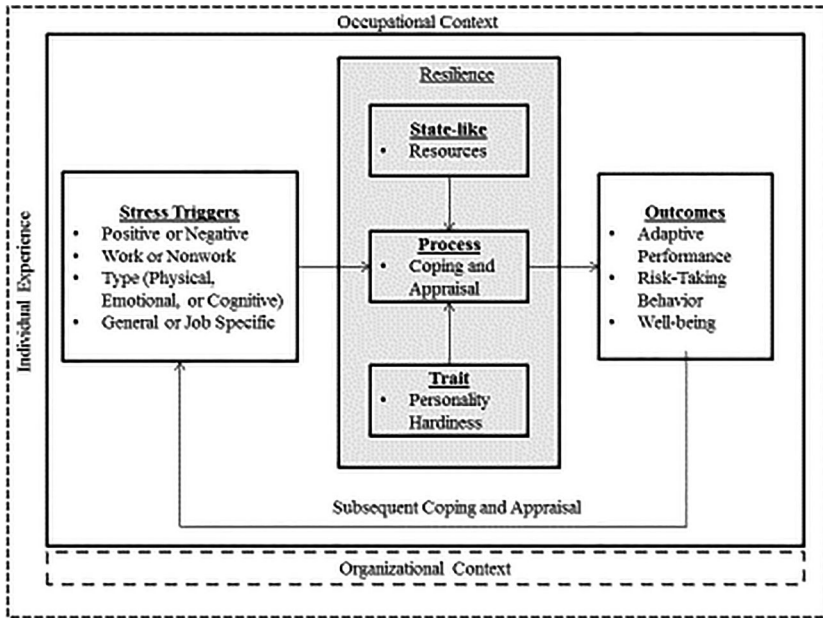 Occupational Context
Individual Experience
Resilience
State-like
• Resources
Stress Triggers
• Positive or Negative
• Work or Nonwork
• Type (Physical,
Emotional, or Cognitive)
• General or Job Specific
Process
• Coping and
Appraisal
Outcomes
• Adaptive
Performance
• Risk-Taking
Behavior
• Well-being
Trait
• Personality
Hardiness
Subsequent Coping and Appraisal
Organizational Context